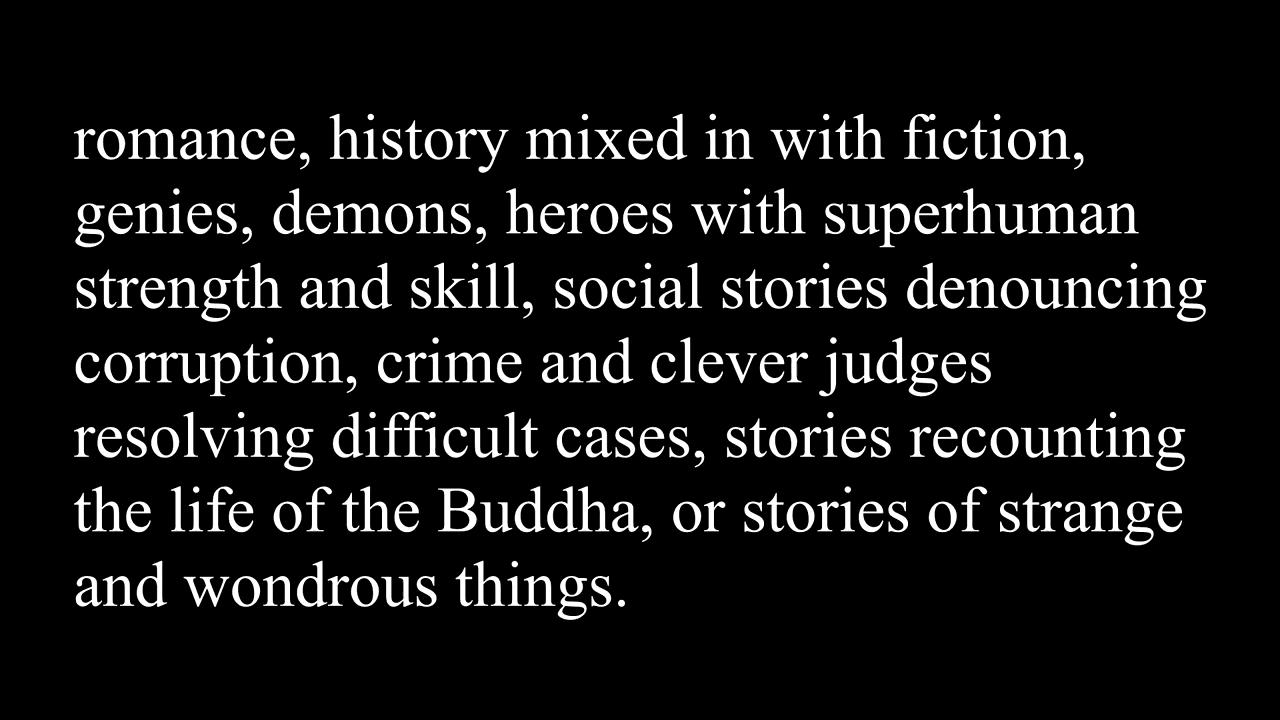 romance, history mixed in with fiction,
genies, demons, heroes with superhuman
strength and skill, social stories denouncing
corruption, crime and clever judges
resolving difficult cases, stories recounting
the life of the Buddha, or stories of strange
and wondrous things.